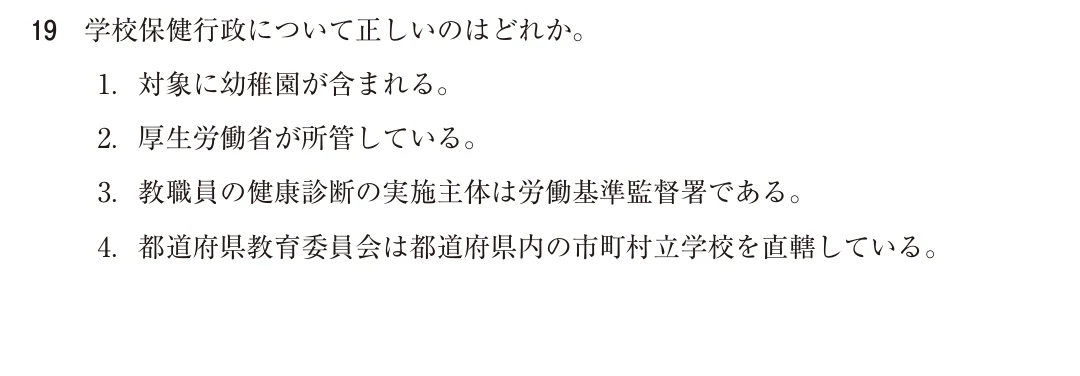 19 学校保健行政について正しいのはどれか。
1. 対象に幼稚園が含まれる。
2. 厚生労働省が所管している。
3. 教職員の健康診断の実施主体は労働基準監督署である。
4. 都道府県教育委員会は都道府県内の市町村立学校を直轄している。